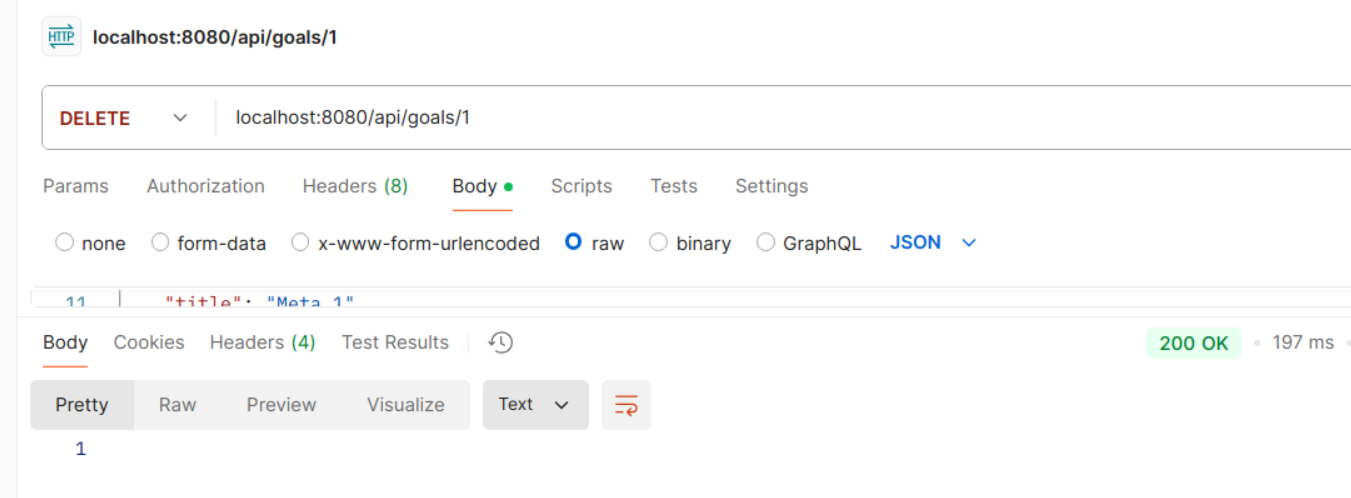 HTTP localhost:8080/api/goals/1
DELETE localhost:8080/api/goals/1
Params Authorization Headers (8) Body Scripts Tests Settings
none form-data x-www-form-urlencoded raw binary GraphQL JSON
11 "title": "Meta 1"
Body Cookies Headers (4) Test Results 200 OK • 197 ms •
Pretty Raw Preview Visualize Text
1